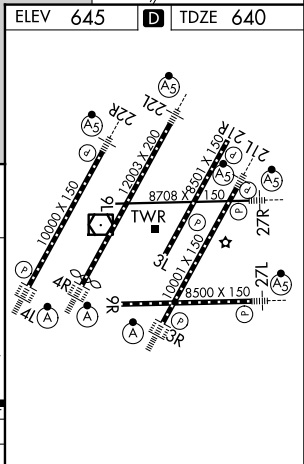 ELEV 645 D TDZE 640
A5
22L
A5
22R
P
12003 X 200
10000 X 150
21R
8501 X 150
P
A5
21L
P
9L
8708 X 150
P
27R
TWR
P
3L
10001 X 150
P
4L
A
4R
A
9R
8500 X 150
27L
A5
P
A
3R
P